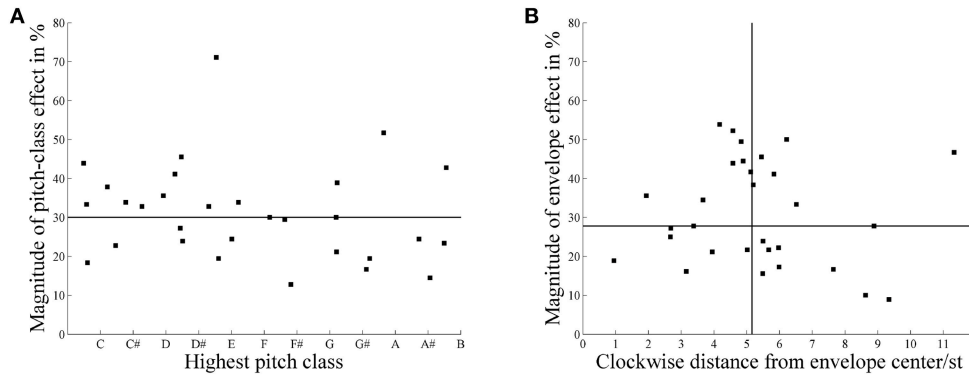 A
Magnitude of pitch-class effect in %
80
70
60
50
40
30
20
10
0
C C# D D# E F F# G G# A A# B
Highest pitch class
B
Magnitude of envelope effect in %
80
70
60
50
40
30
20
10
0
0 1 2 3 4 5 6 7 8 9 10 11
Clockwise distance from envelope center/st